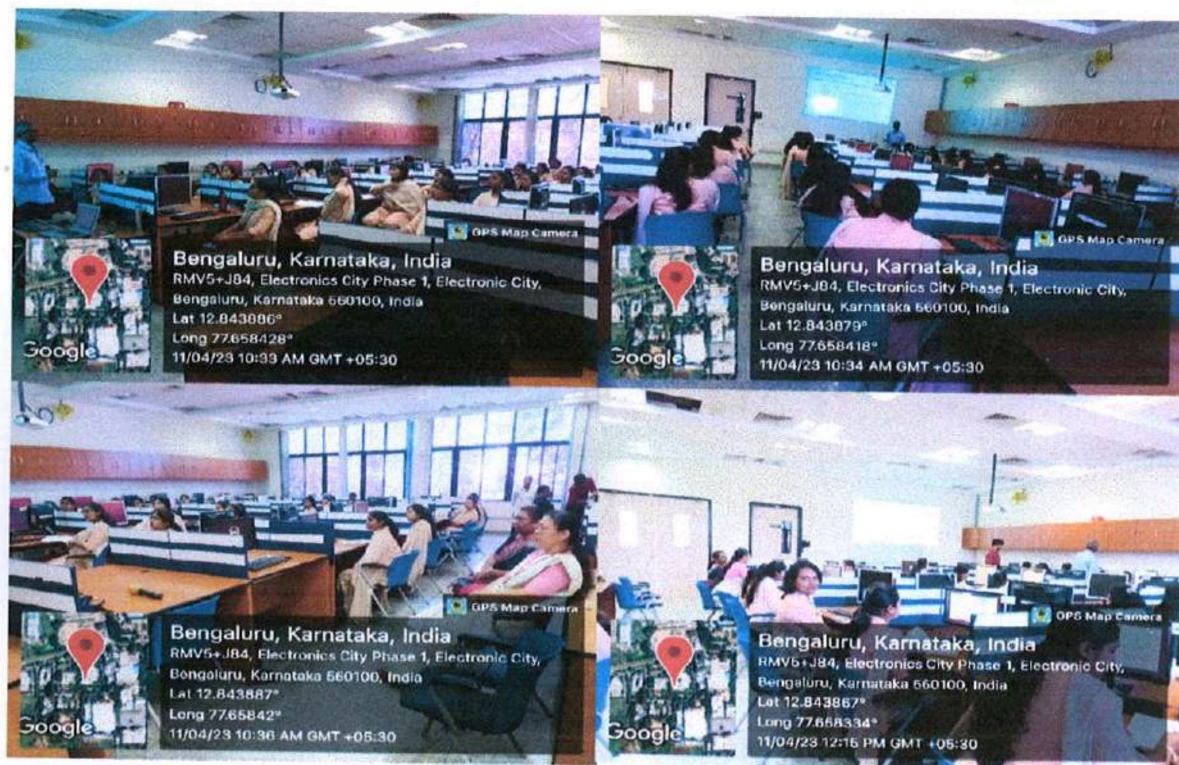 GPS Map Camera
Bengaluru, Karnataka, India
RMV5+J84, Electronics City Phase 1, Electronic City,
Bengaluru, Karnataka 560100, India
Lat 12.843886°
Long 77.658428°
11/04/23 10:33 AM GMT +05:30
Google
GPS Map Camera
Bengaluru, Karnataka, India
RMV5+J84, Electronics City Phase 1, Electronic City,
Bengaluru, Karnataka 560100, India
Lat 12.843879°
Long 77.658418°
11/04/23 10:34 AM GMT +05:30
Google
GPS Map Camera
Bengaluru, Karnataka, India
RMV5+J84, Electronics City Phase 1, Electronic City,
Bengaluru, Karnataka 560100, India
Lat 12.843887°
Long 77.65842°
11/04/23 10:36 AM GMT +05:30
Google
GPS Map Camera
Bengaluru, Karnataka, India
RMV5+J84, Electronics City Phase 1, Electronic City,
Bengaluru, Karnataka 560100, India
Lat 12.843867°
Long 77.658334°
11/04/23 12:15 PM GMT +05:30
Google